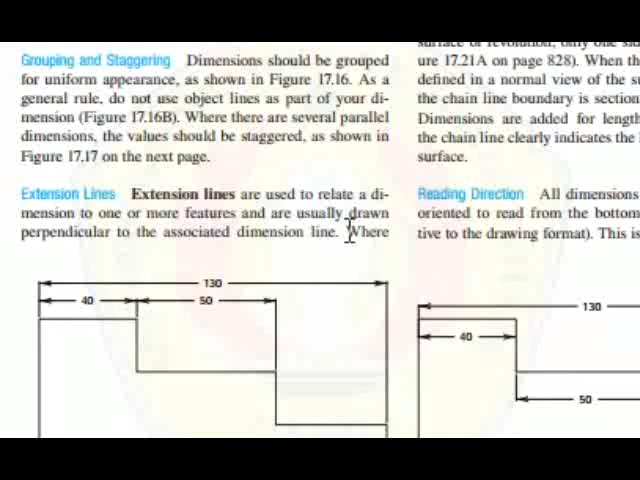 Grouping and Staggering Dimensions should be grouped
for uniform appearance, as shown in Figure 17.16. As a
general rule, do not use object lines as part of your di-
mension (Figure 17.16B). Where there are several parallel
dimensions, the values should be staggered, as shown in
Figure 17.17 on the next page.
Extension Lines Extension lines are used to relate a di-
mension to one or more features and are usually drawn
perpendicular to the associated dimension line. Where
130
40 50
surface of revolution, only one sid
ure 17.21A on page 828). When th
defined in a normal view of the su
the chain line boundary is section
Dimensions are added for length
the chain line clearly indicates the
surface.
Reading Direction All dimensions
oriented to read from the bottom
tive to the drawing format). This is
130
40
50